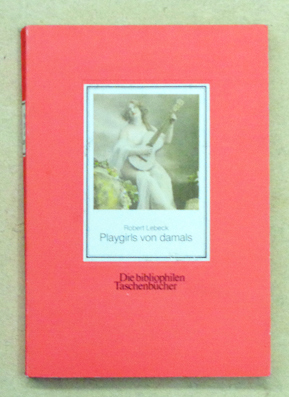 Robert Lebeck
Playgirls von damals
Die bibliophilen
Taschenbücher